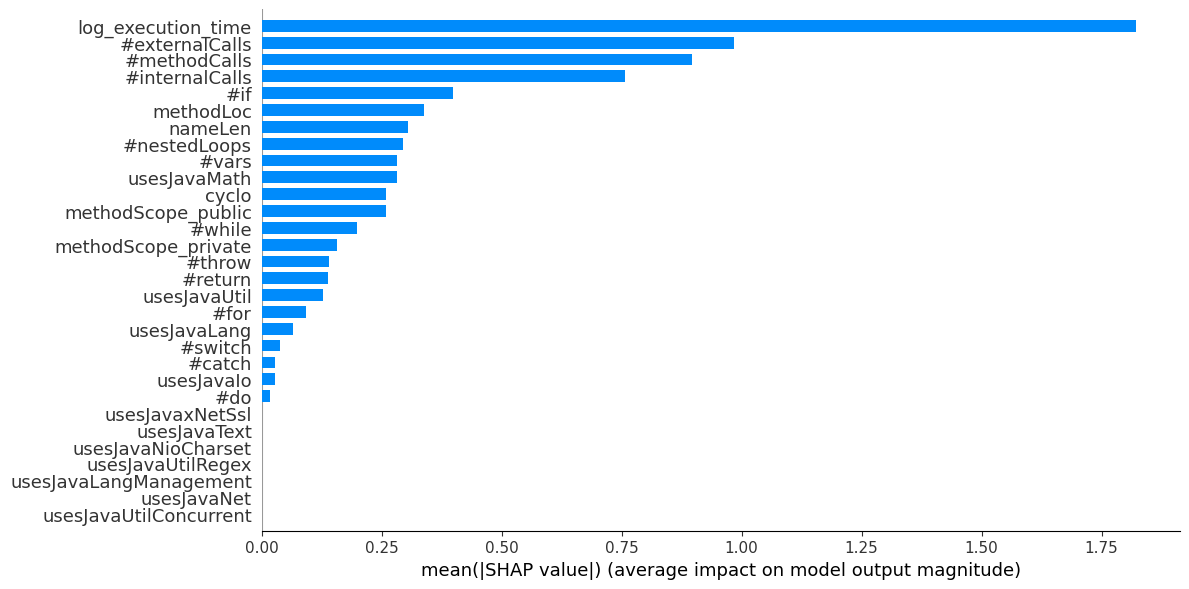 log_execution_time
#externalCalls
#methodCalls
#internalCalls
#if
methodLoc
nameLen
#nestedLoops
#vars
usesJavaMath
cyclo
methodScope_public
#while
methodScope_private
#throw
#return
usesJavaUtil
#for
usesJavaLang
#switch
#catch
usesJavaIo
#do
usesJavaxNetSsl
usesJavaText
usesJavaNioCharset
usesJavaUtilRegex
usesJavaLangManagement
usesJavaNet
usesJavaUtilConcurrent
0.00 0.25 0.50 0.75 1.00 1.25 1.50 1.75
mean(|SHAP value|) (average impact on model output magnitude)